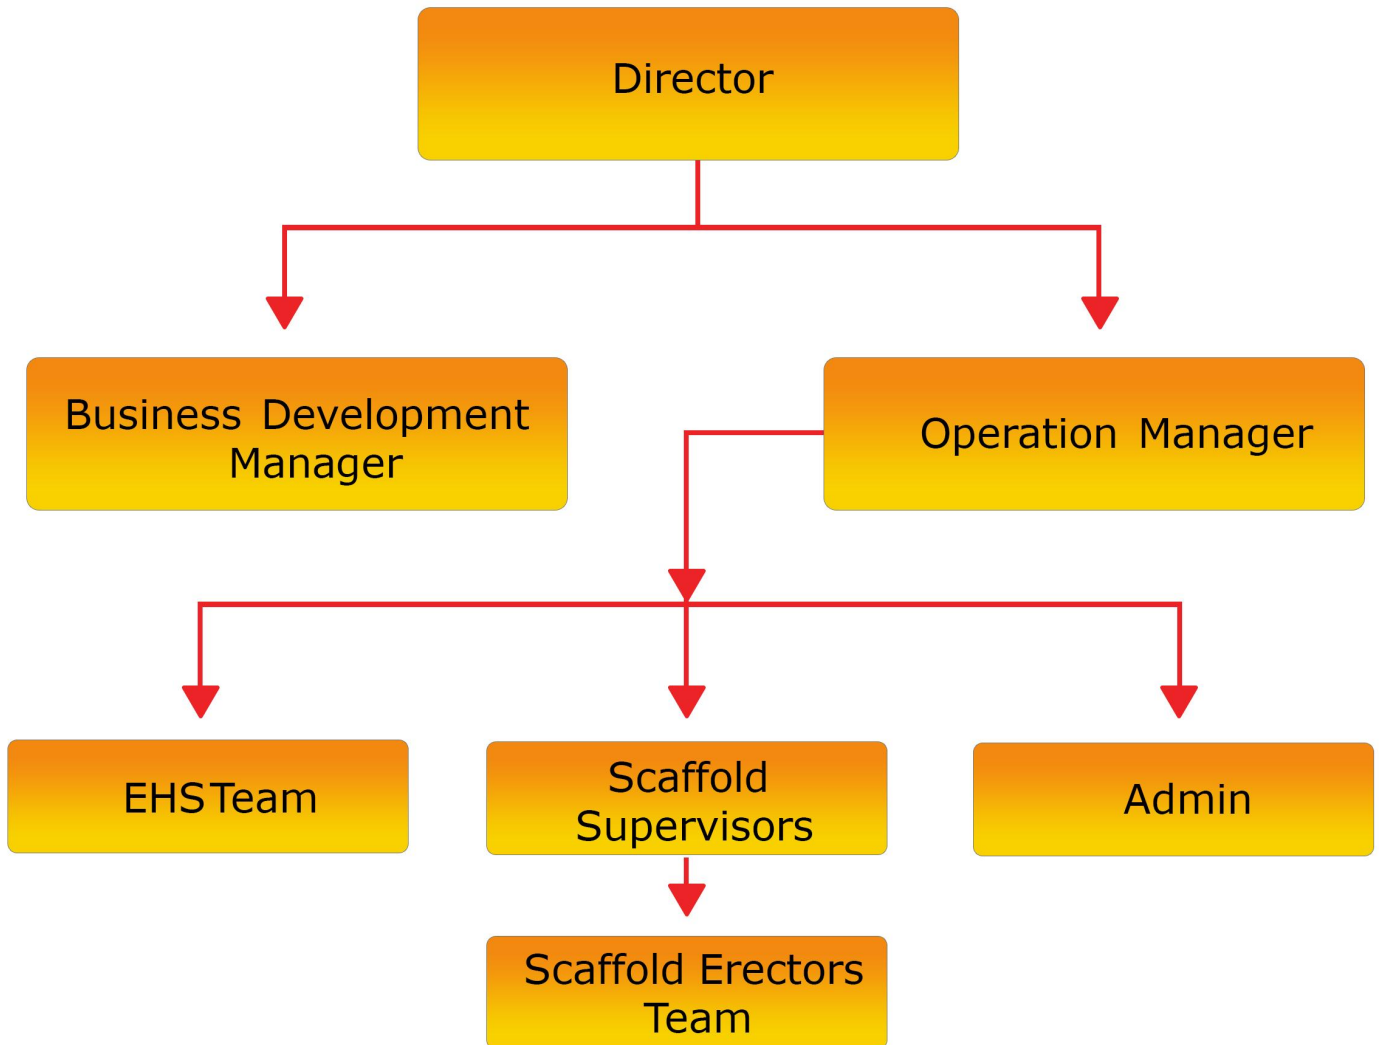 Director
Business Development
Manager
Operation Manager
EHS Team
Scaffold
Supervisors
Admin
Scaffold Erectors
Team